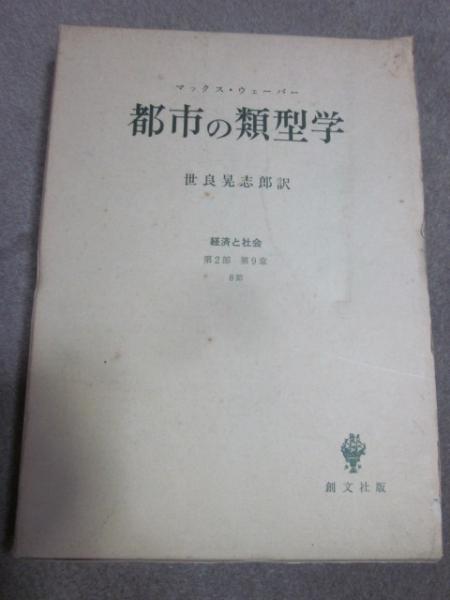 マックス・ウェーバー
都市の類型学
世良晃志郎訳
経済と社会
第2部 第9章
8節
創文社版